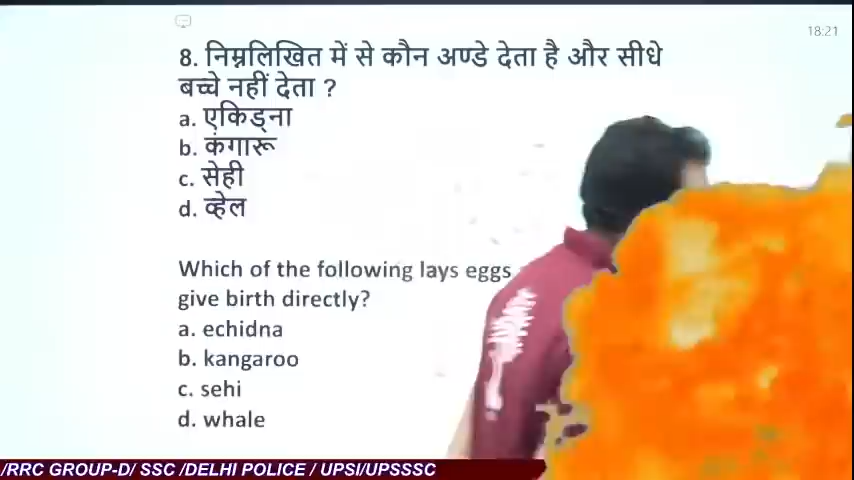 18:21
8. निम्नलिखित में से कौन अण्डे देता है और सीधे
बच्चे नहीं देता ?
a. एकिड्ना
b. कंगारू
c. सेही
d. व्हेल
Which of the following lays eggs
give birth directly?
a. echidna
b. kangaroo
c. sehi
d. whale
/RRC GROUP-D/ SSC /DELHI POLICE / UPSI/UPSSSC